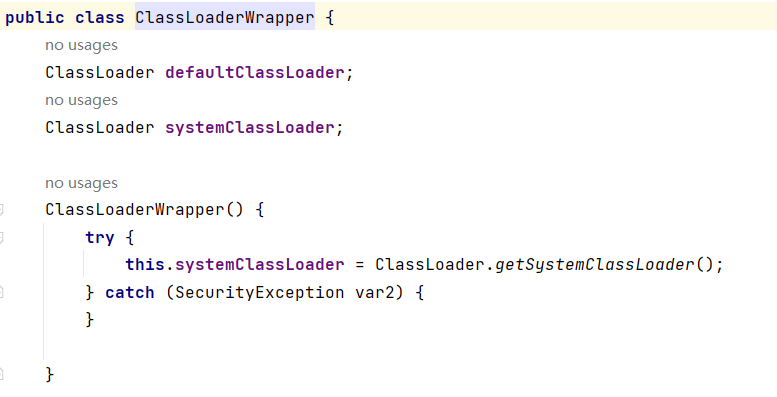 public class ClassLoaderWrapper {
no usages
ClassLoader defaultClassLoader;
no usages
ClassLoader systemClassLoader;
no usages
ClassLoaderWrapper() {
try {
this.systemClassLoader = ClassLoader.getSystemClassLoader();
} catch (SecurityException var2) {
}
}